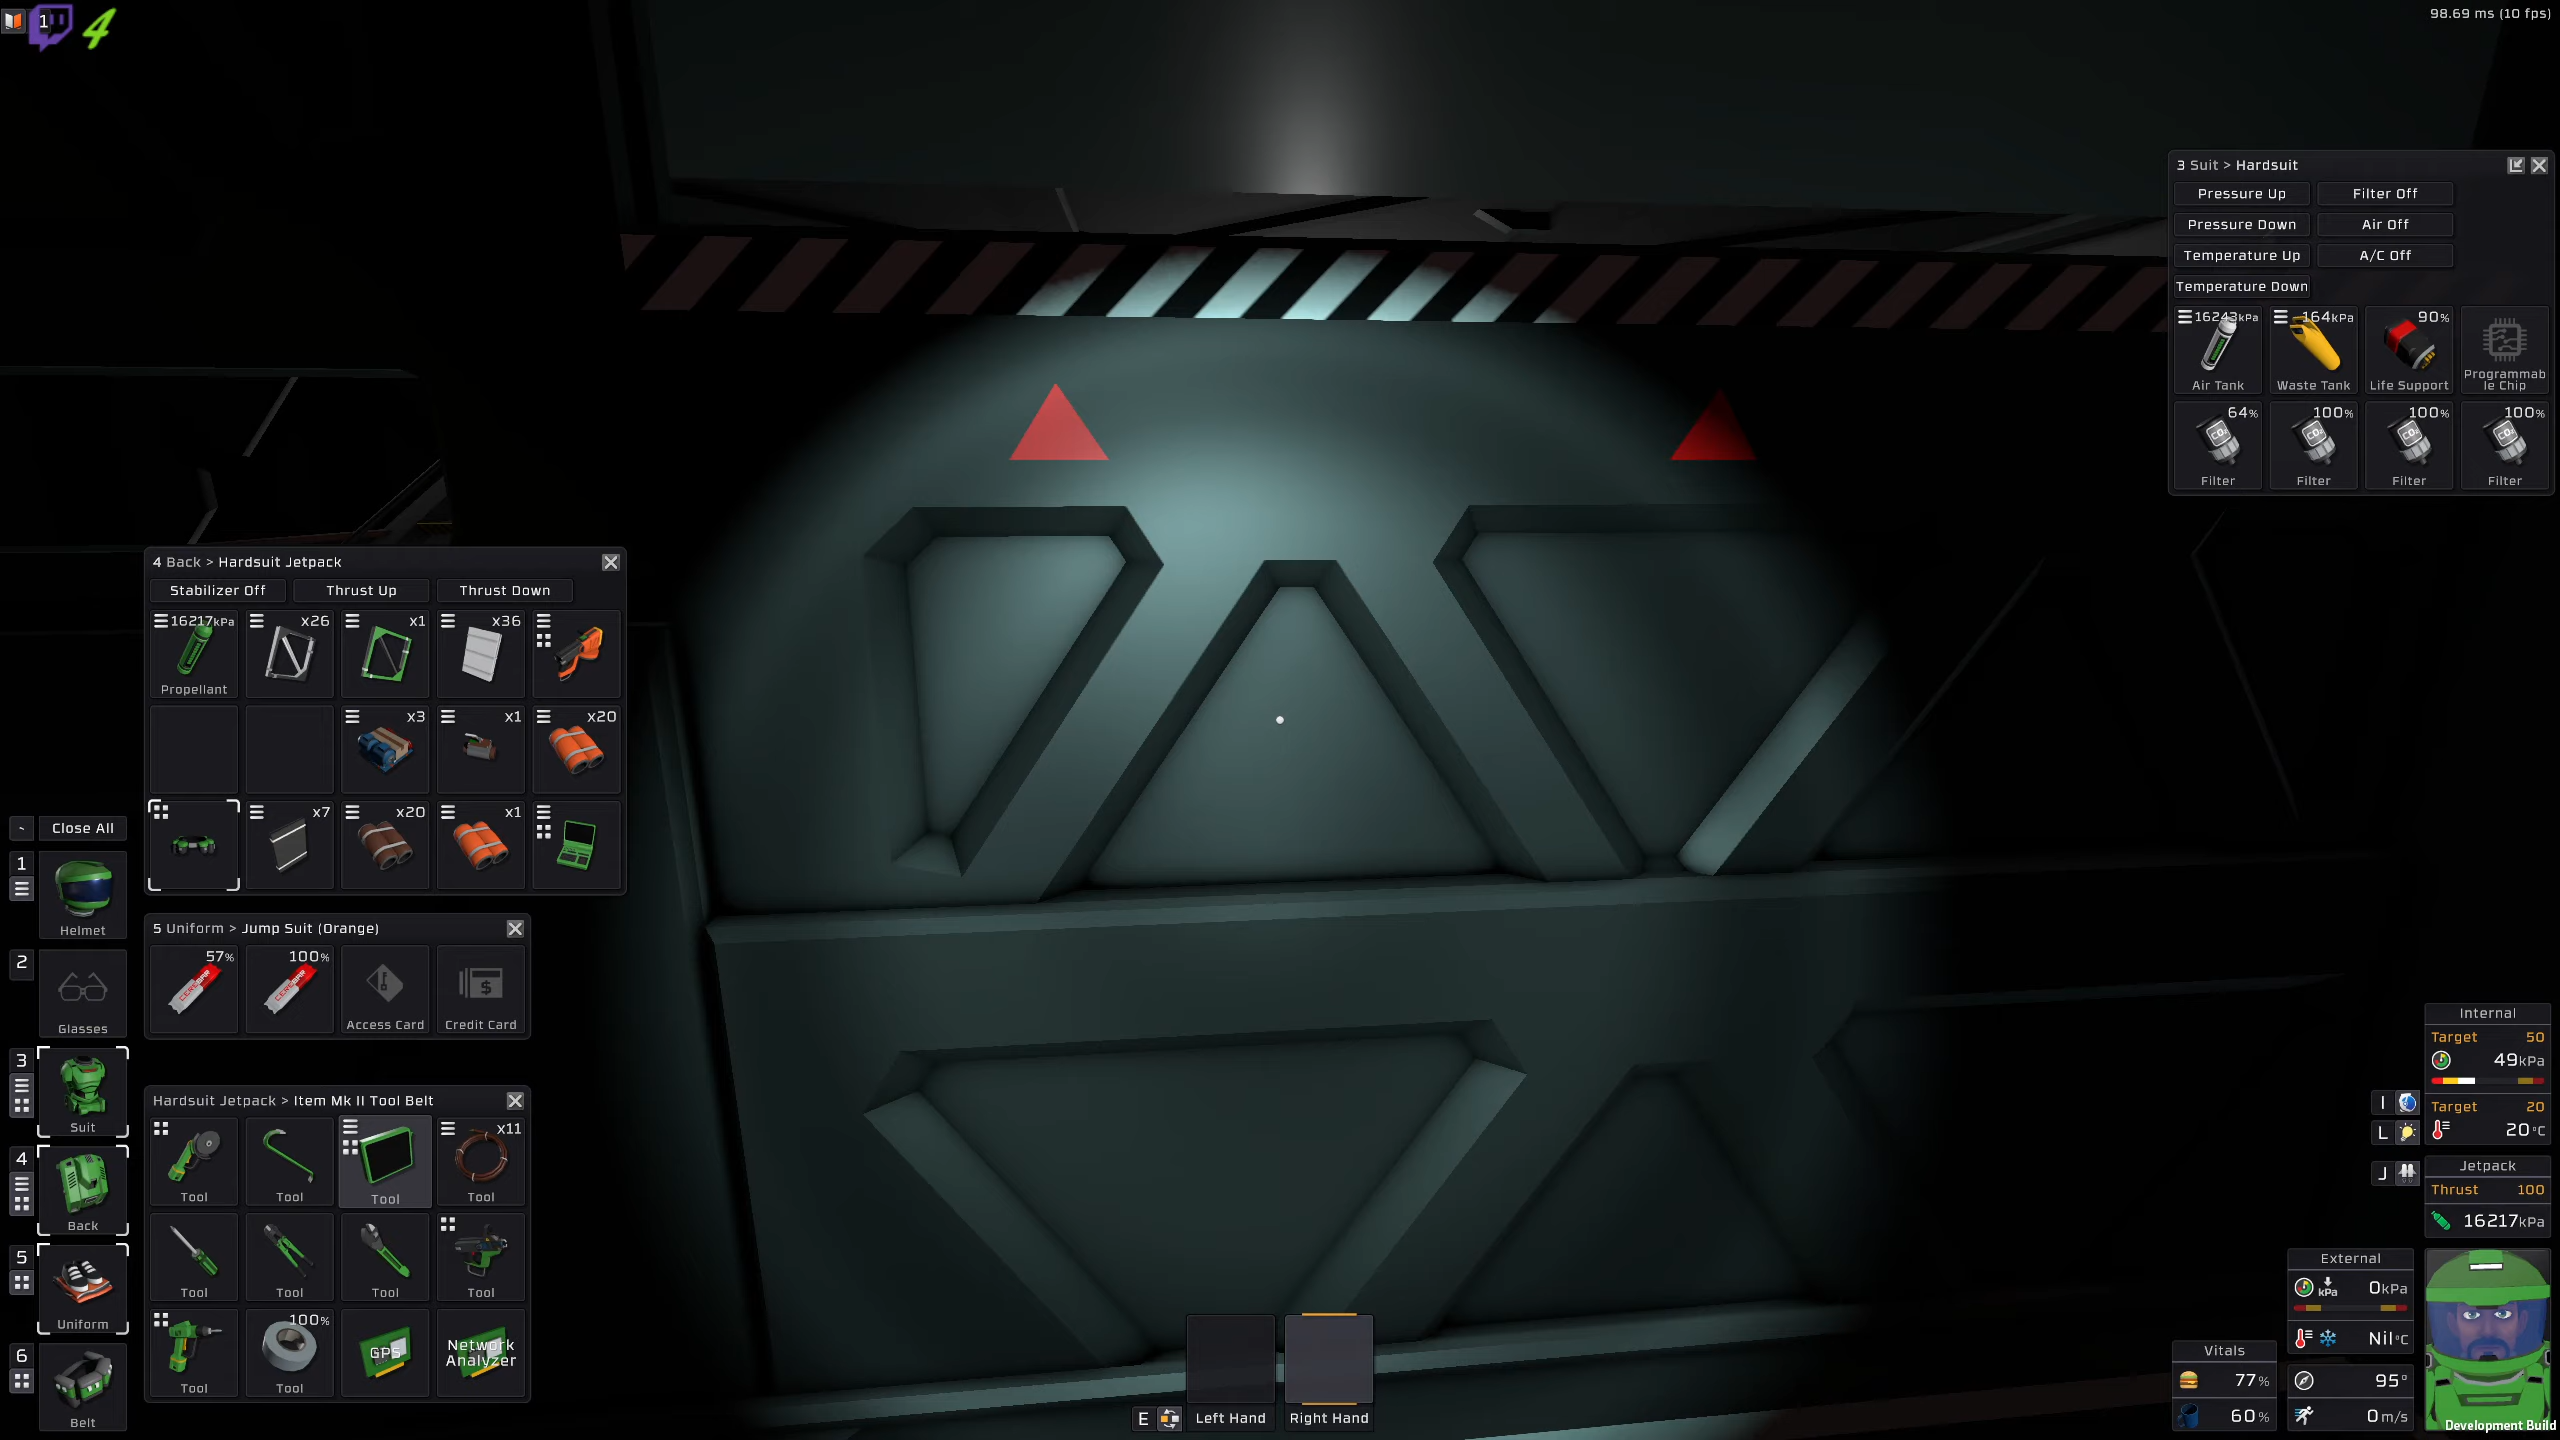 1
4
98.69 ms (10 fps)
3 Suit > Hardsuit
Pressure Up
Filter Off
Pressure Down
Air Off
Temperature Up
A/C Off
Temperature Down
16243kPa
164kPa
90%
Air Tank
Waste Tank
Life Support
Programmab
le Chip
64%
100%
100%
100%
CO₂
CO₂
CO₂
CO₂
Filter
Filter
Filter
Filter
4 Back > Hardsuit Jetpack
Stabilizer Off
Thrust Up
Thrust Down
16217kPa
x26
x1
x36
Propellant
x3
x1
x20
x7
x20
x1
~
Close All
1
Helmet
2
Glasses
3
Suit
4
Back
5
Uniform
6
Belt
5 Uniform > Jump Suit (Orange)
57%
100%
Access Card
Credit Card
Hardsuit Jetpack > Item Mk II Tool Belt
x11
Tool
Tool
Tool
Tool
Tool
Tool
Tool
Tool
100%
GPS
Network
Analyzer
Tool
Tool
E
Left Hand
Right Hand
Internal
Target 50
49kPa
Target 20
20°C
I
L
J
Jetpack
Thrust 100
16217kPa
External
kPa
0kPa
Nil°C
Vitals
77%
60%
95°
0m/s
Development Build